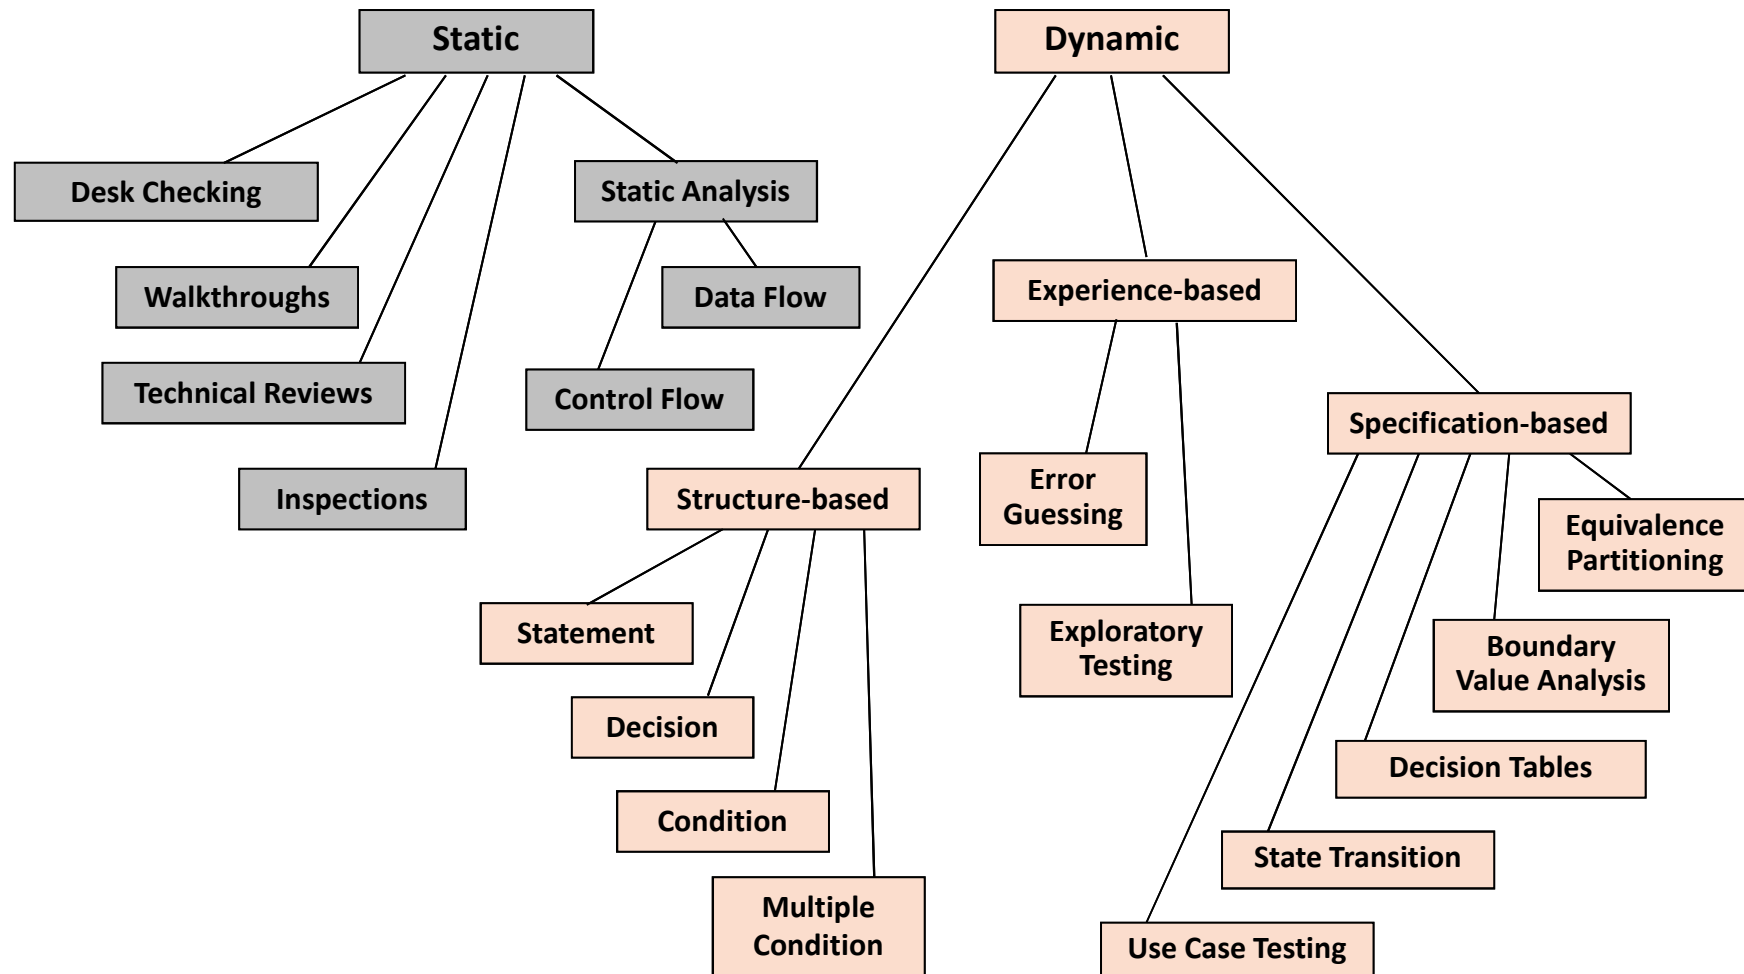 Static
Dynamic
Desk Checking
Static Analysis
Walkthroughs
Data Flow
Experience-based
Technical Reviews
Control Flow
Specification-based
Inspections
Structure-based
Error
Guessing
Equivalence
Partitioning
Statement
Exploratory
Testing
Boundary
Value Analysis
Decision
Decision Tables
Condition
State Transition
Multiple
Condition
Use Case Testing